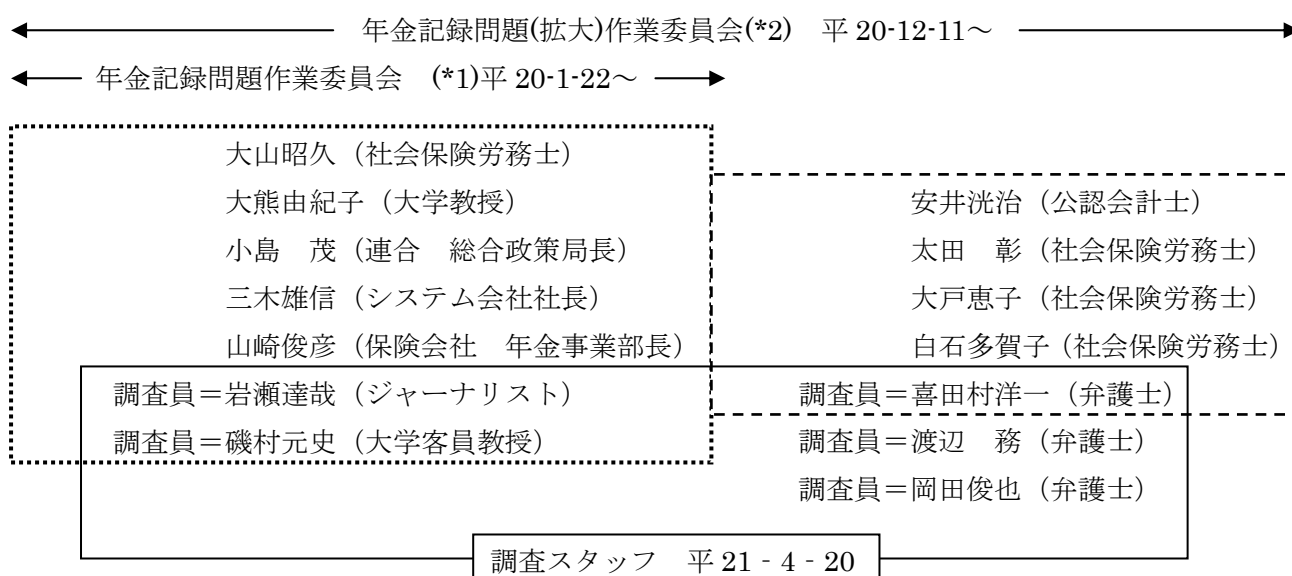 年金記録問題(拡大)作業委員会(*2) 平 20-12-11～
年金記録問題作業委員会 (*1)平 20-1-22～
大山昭久（社会保険労務士）
大熊由紀子（大学教授）
安井洸治（公認会計士）
小島 茂（連合 総合政策局長）
太田 彰（社会保険労務士）
三木雄信（システム会社社長）
大戸恵子（社会保険労務士）
山崎俊彦（保険会社 年金事業部長）
白石多賀子（社会保険労務士）
調査員＝岩瀬達哉（ジャーナリスト）
調査員＝喜田村洋一（弁護士）
調査員＝磯村元史（大学客員教授）
調査員＝渡辺 務（弁護士）
調査員＝岡田俊也（弁護士）
調査スタッフ 平 21‐4‐20